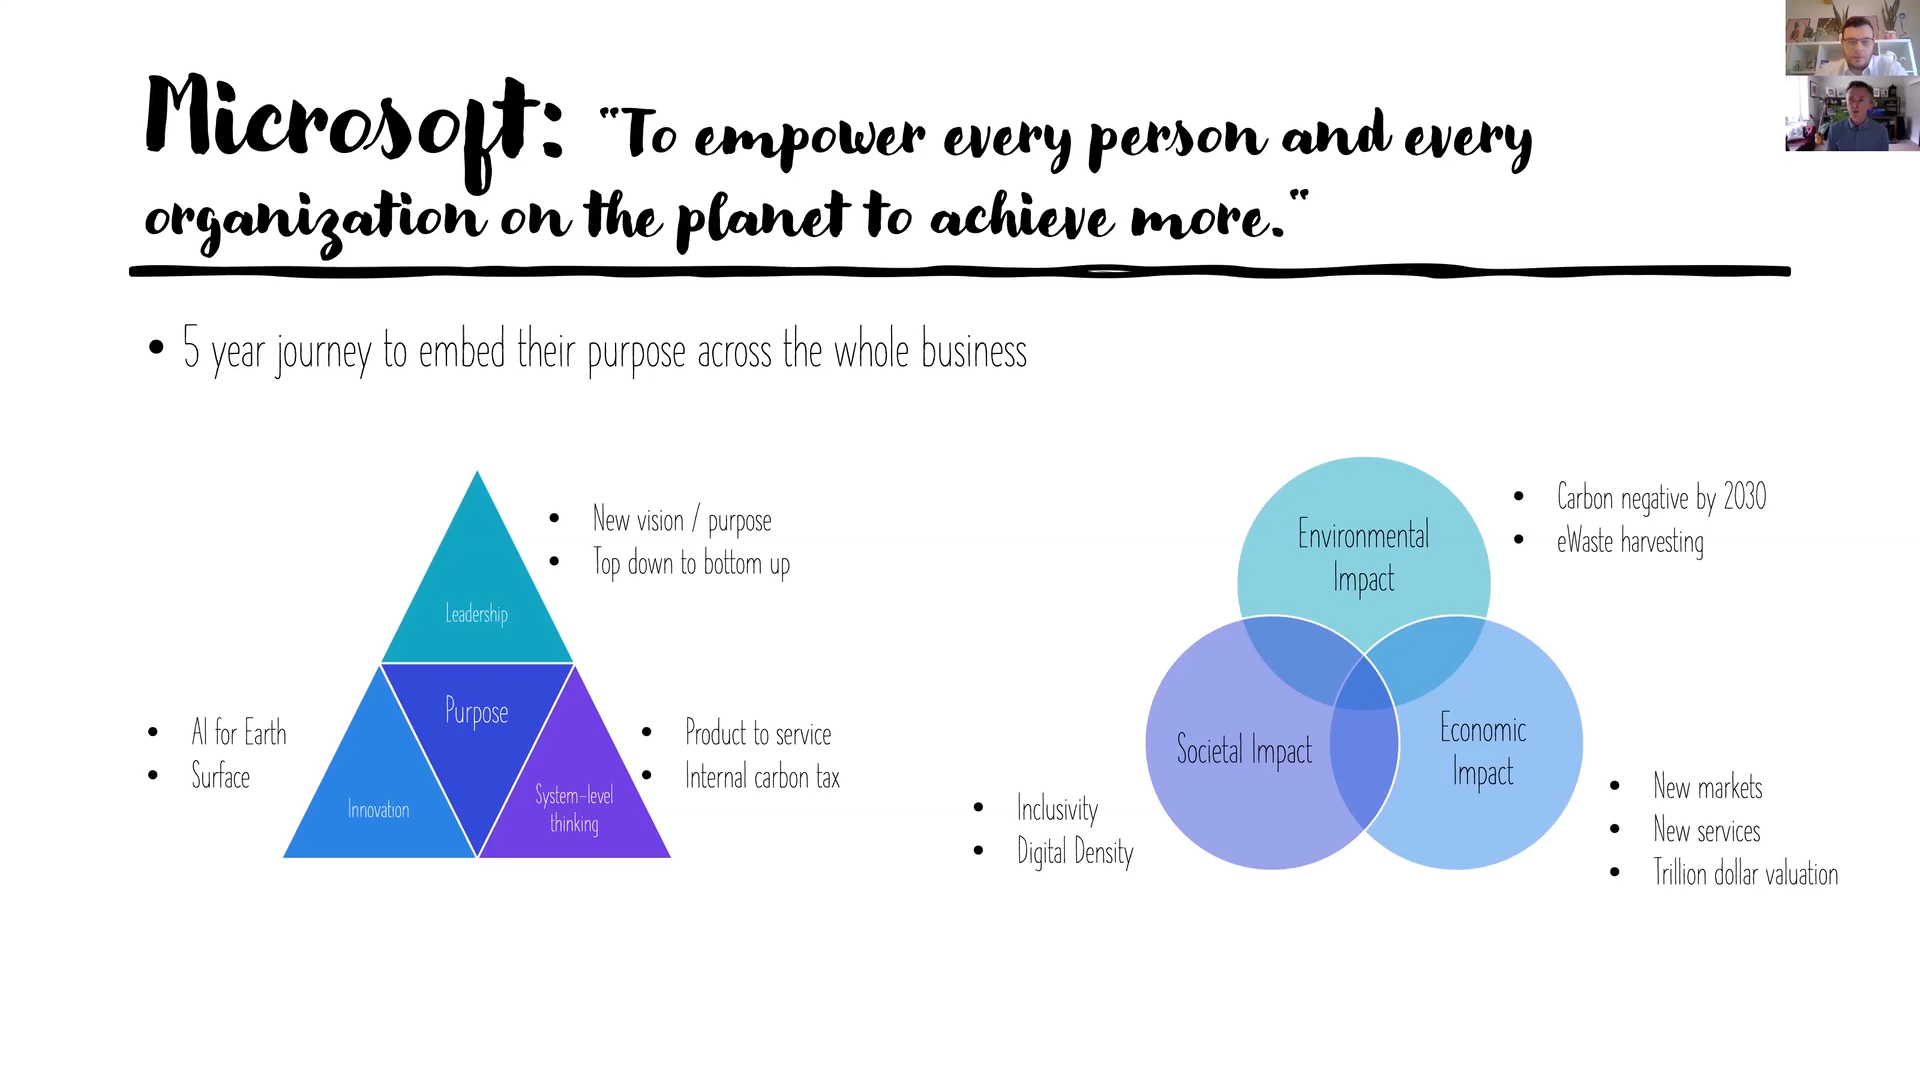 Microsoft: "To empower every person and every
organization on the planet to achieve more."
• 5 year journey to embed their purpose across the whole business
• New vision / purpose
• Top down to bottom up
Leadership
Purpose
Innovation
System-level
thinking
• AI for Earth
• Surface
• Product to service
• Internal carbon tax
Environmental
Impact
• Carbon negative by 2030
• eWaste harvesting
Societal Impact
Economic
Impact
• Inclusivity
• Digital Density
• New markets
• New services
• Trillion dollar valuation